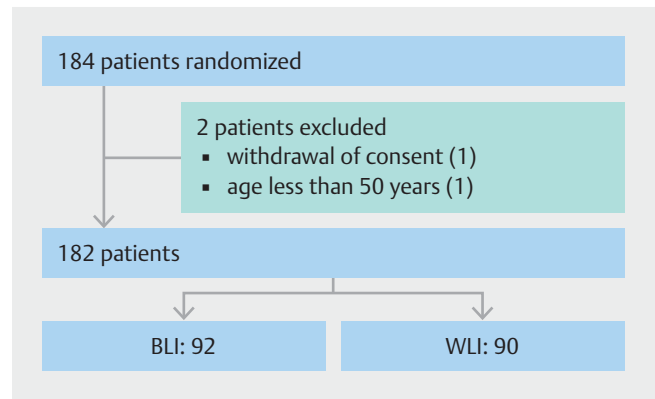 184 patients randomized
2 patients excluded
▪ withdrawal of consent (1)
▪ age less than 50 years (1)
182 patients
BLI: 92
WLI: 90